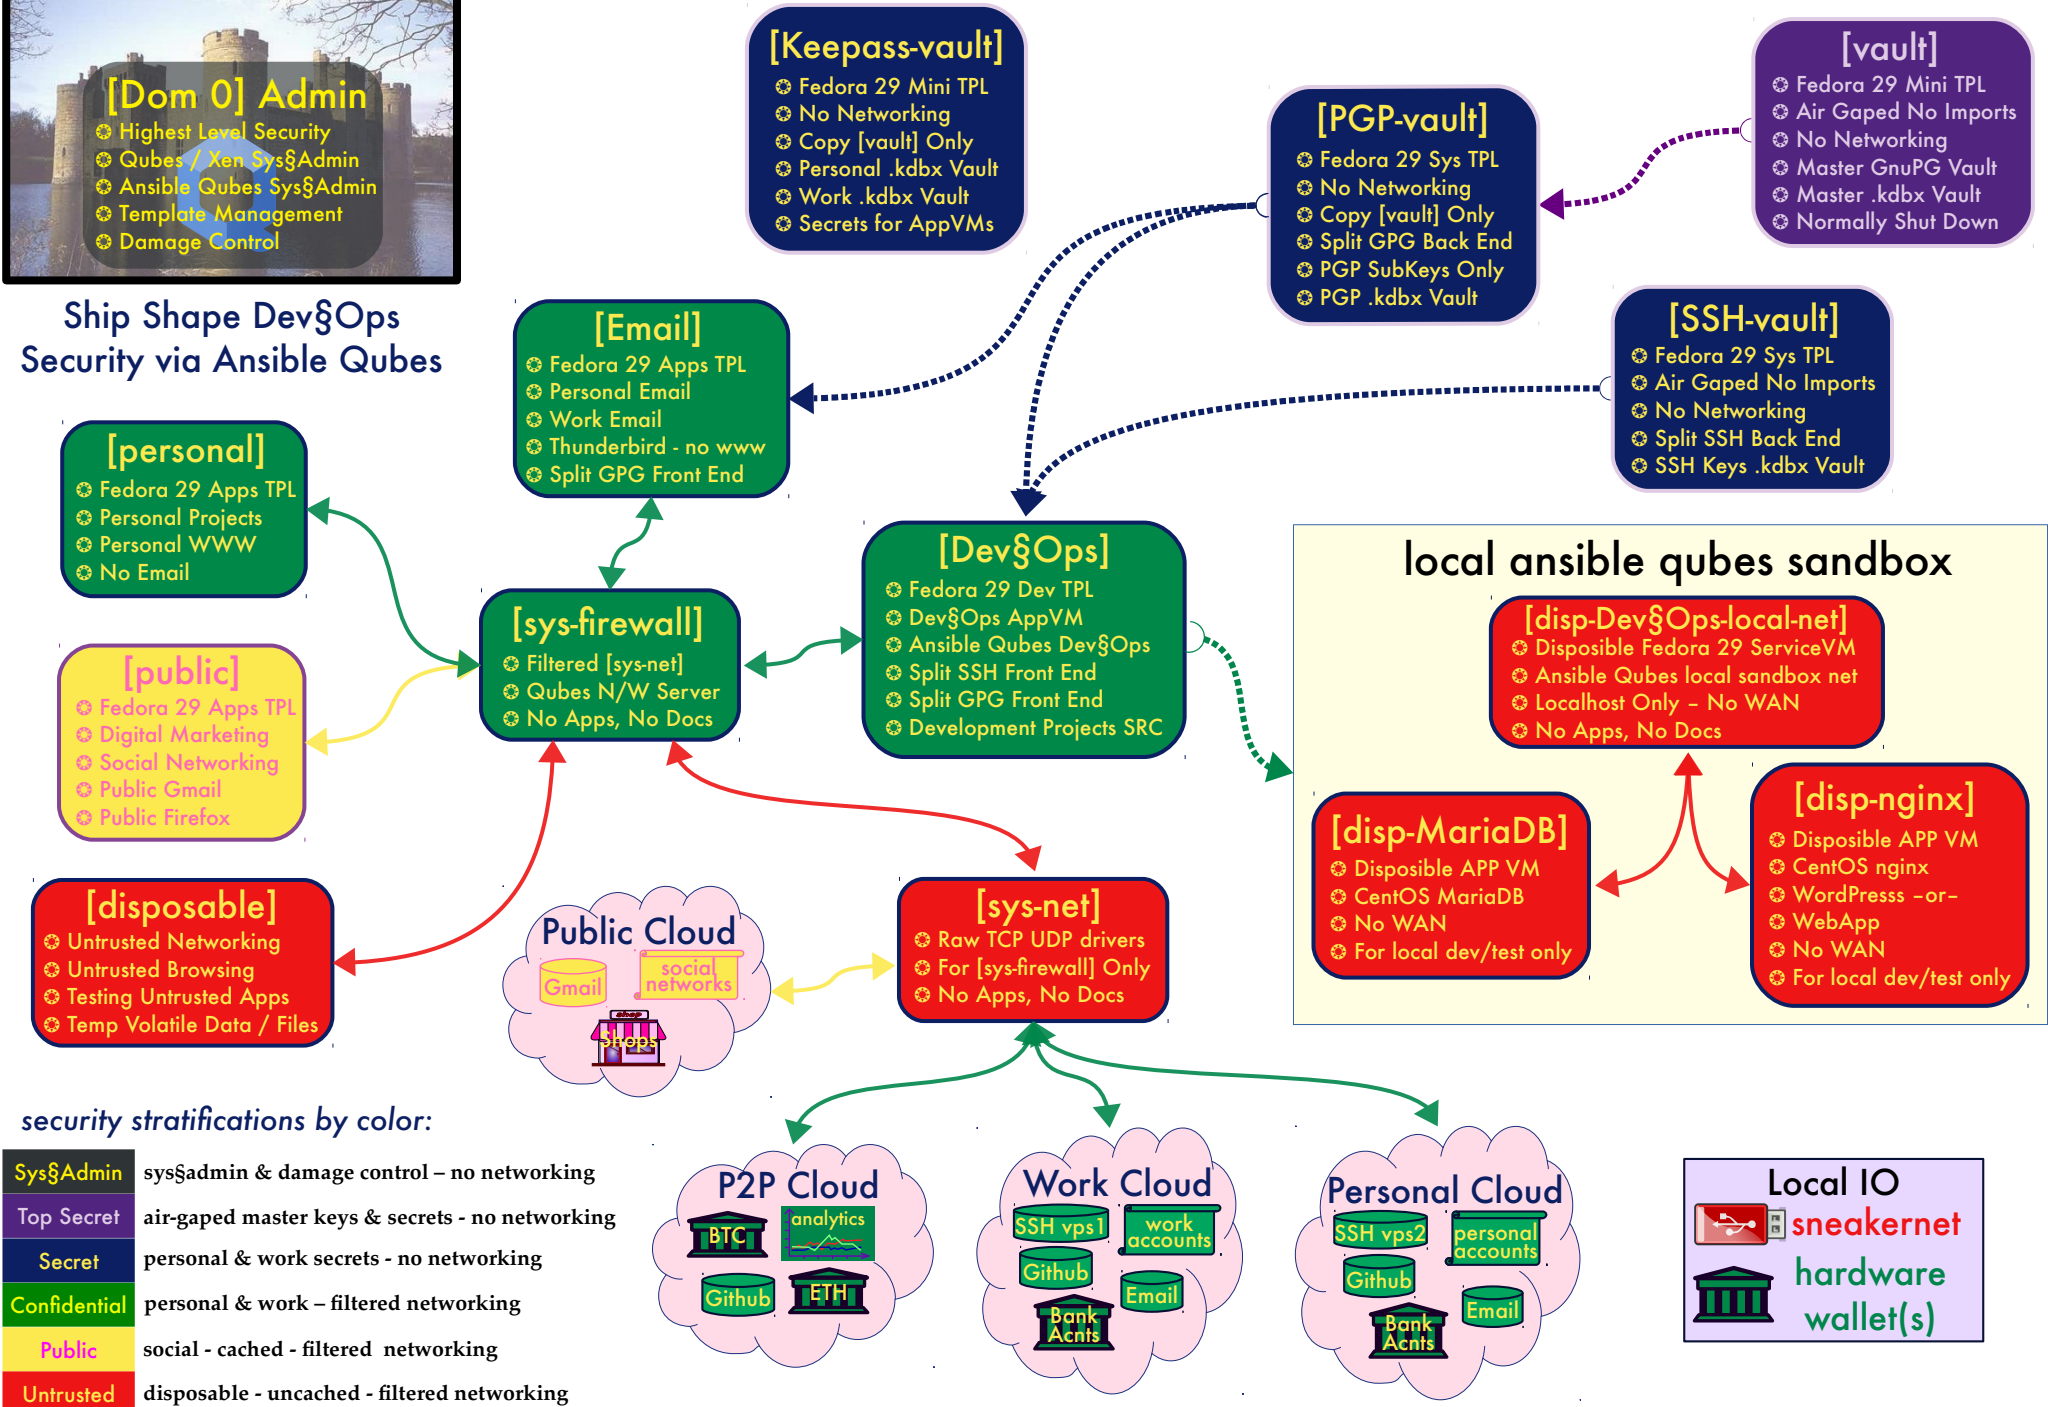 [Dom 0] Admin
❂ Highest Level Security
❂ Qubes / Xen Sys§Admin
❂ Ansible Qubes Sys§Admin
❂ Template Management
❂ Damage Control
Ship Shape Dev§Ops
Security via Ansible Qubes
[Keepass-vault]
❂ Fedora 29 Mini TPL
❂ No Networking
❂ Copy [vault] Only
❂ Personal .kdbx Vault
❂ Work .kdbx Vault
❂ Secrets for AppVMs
[PGP-vault]
❂ Fedora 29 Sys TPL
❂ No Networking
❂ Copy [vault] Only
❂ Split GPG Back End
❂ PGP SubKeys Only
❂ PGP .kdbx Vault
[vault]
❂ Fedora 29 Mini TPL
❂ Air Gaped No Imports
❂ No Networking
❂ Master GnuPG Vault
❂ Master .kdbx Vault
❂ Normally Shut Down
[SSH-vault]
❂ Fedora 29 Sys TPL
❂ Air Gaped No Imports
❂ No Networking
❂ Split SSH Back End
❂ SSH Keys .kdbx Vault
[Email]
❂ Fedora 29 Apps TPL
❂ Personal Email
❂ Work Email
❂ Thunderbird - no www
❂ Split GPG Front End
[personal]
❂ Fedora 29 Apps TPL
❂ Personal Projects
❂ Personal WWW
❂ No Email
[sys-firewall]
❂ Filtered [sys-net]
❂ Qubes N/W Server
❂ No Apps, No Docs
[Dev§Ops]
❂ Fedora 29 Dev TPL
❂ Dev§Ops AppVM
❂ Ansible Qubes Dev§Ops
❂ Split SSH Front End
❂ Split GPG Front End
❂ Development Projects SRC
[public]
❂ Fedora 29 Apps TPL
❂ Digital Marketing
❂ Social Networking
❂ Public Gmail
❂ Public Firefox
local ansible qubes sandbox
[disp-Dev§Ops-local-net]
❂ Disposable Fedora 29 ServiceVM
❂ Ansible Qubes local sandbox net
❂ Localhost Only – No WAN
❂ No Apps, No Docs
[disp-MariaDB]
❂ Disposible APP VM
❂ CentOS MariaDB
❂ No WAN
❂ For local dev/test only
[disp-nginx]
❂ Disposible APP VM
❂ CentOS nginx
❂ WordPresss –or–
❂ WebApp
❂ No WAN
❂ For local dev/test only
[disposable]
❂ Untrusted Networking
❂ Untrusted Browsing
❂ Testing Untrusted Apps
❂ Temp Volatile Data / Files
Public Cloud
Gmail
social
networks
shop
Shops
[sys-net]
❂ Raw TCP UDP drivers
❂ For [sys-firewall] Only
❂ No Apps, No Docs
security stratifications by color:
Sys§Admin sys§admin & damage control – no networking
Top Secret air-gaped master keys & secrets - no networking
Secret personal & work secrets - no networking
Confidential personal & work – filtered networking
Public social - cached - filtered networking
Untrusted disposable - uncached - filtered networking
P2P Cloud
BTC
analytics
Github
ETH
Work Cloud
SSH vps1
work
accounts
Github
Email
Bank
Acnts
Personal Cloud
SSH vps2
personal
accounts
Github
Email
Bank
Acnts
Local IO
sneakernet
hardware
wallet(s)